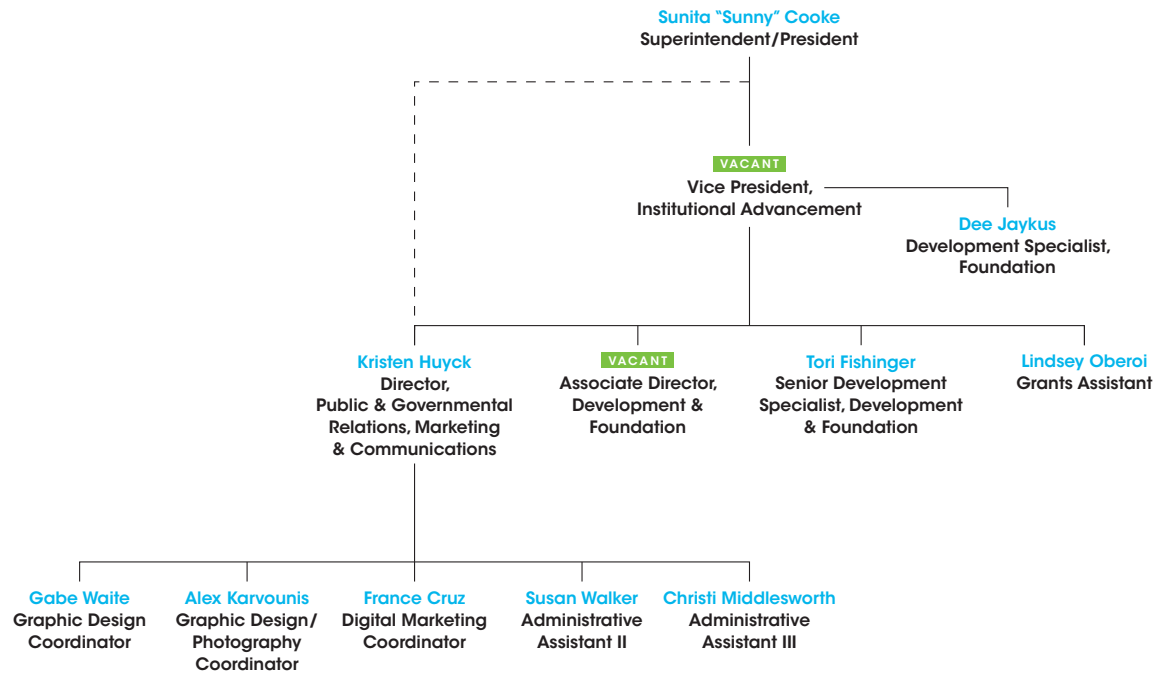 Sunita “Sunny” Cooke
Superintendent/President
VACANT
Vice President,
Institutional Advancement
Dee Jaykus
Development Specialist,
Foundation
Kristen Huyck
Director,
Public & Governmental
Relations, Marketing
& Communications
VACANT
Associate Director,
Development &
Foundation
Tori Fishinger
Senior Development
Specialist, Development
& Foundation
Lindsey Oberoi
Grants Assistant
Gabe Waite
Graphic Design
Coordinator
Alex Karvounis
Graphic Design/
Photography
Coordinator
France Cruz
Digital Marketing
Coordinator
Susan Walker
Administrative
Assistant II
Christi Middlesworth
Administrative
Assistant III